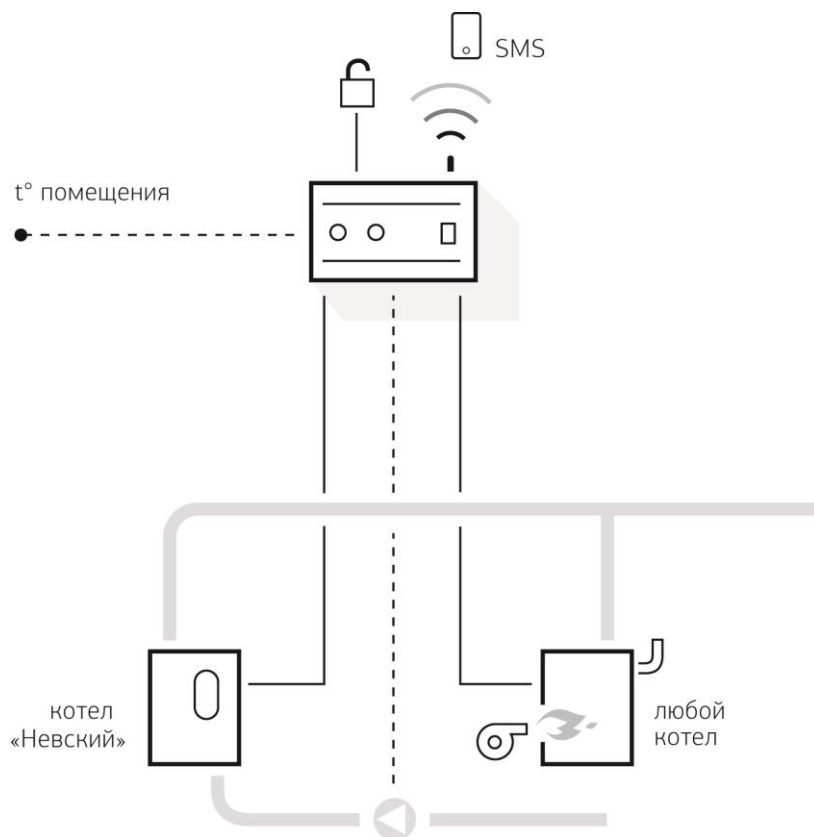 SMS
t° помещения
котел
«Невский»
любой
котел